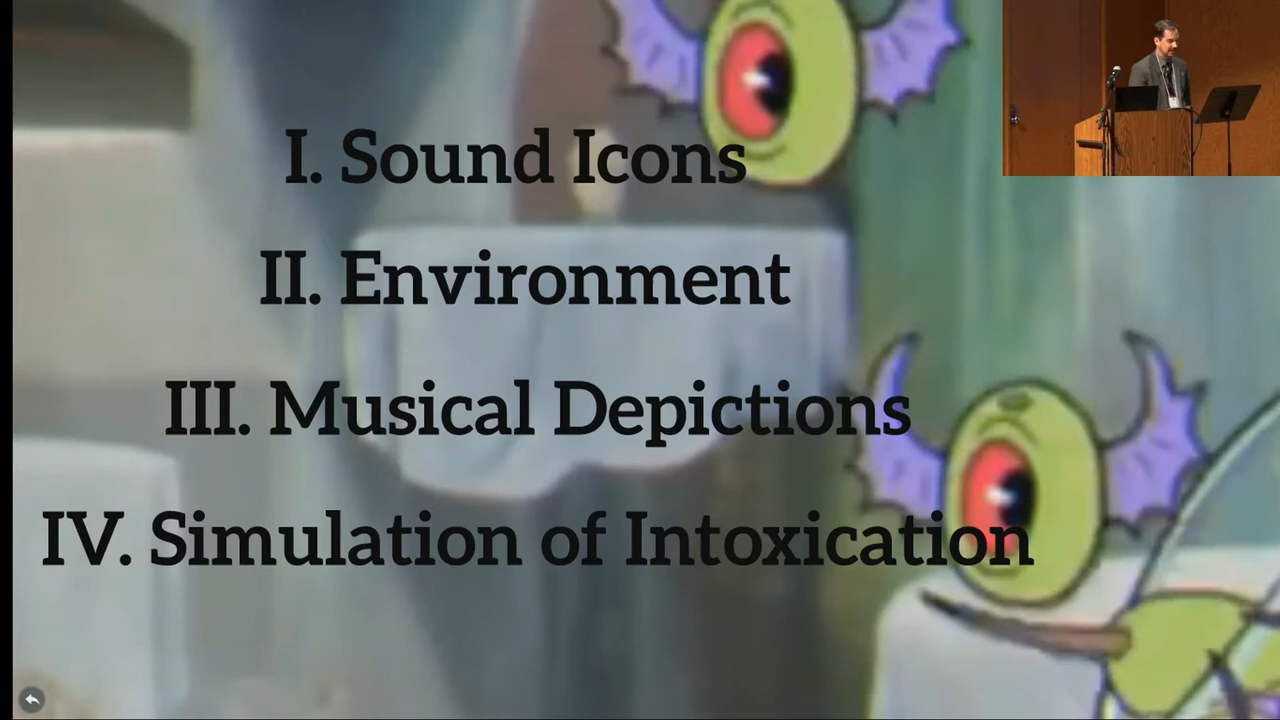 I. Sound Icons
II. Environment
III. Musical Depictions
IV. Simulation of Intoxication